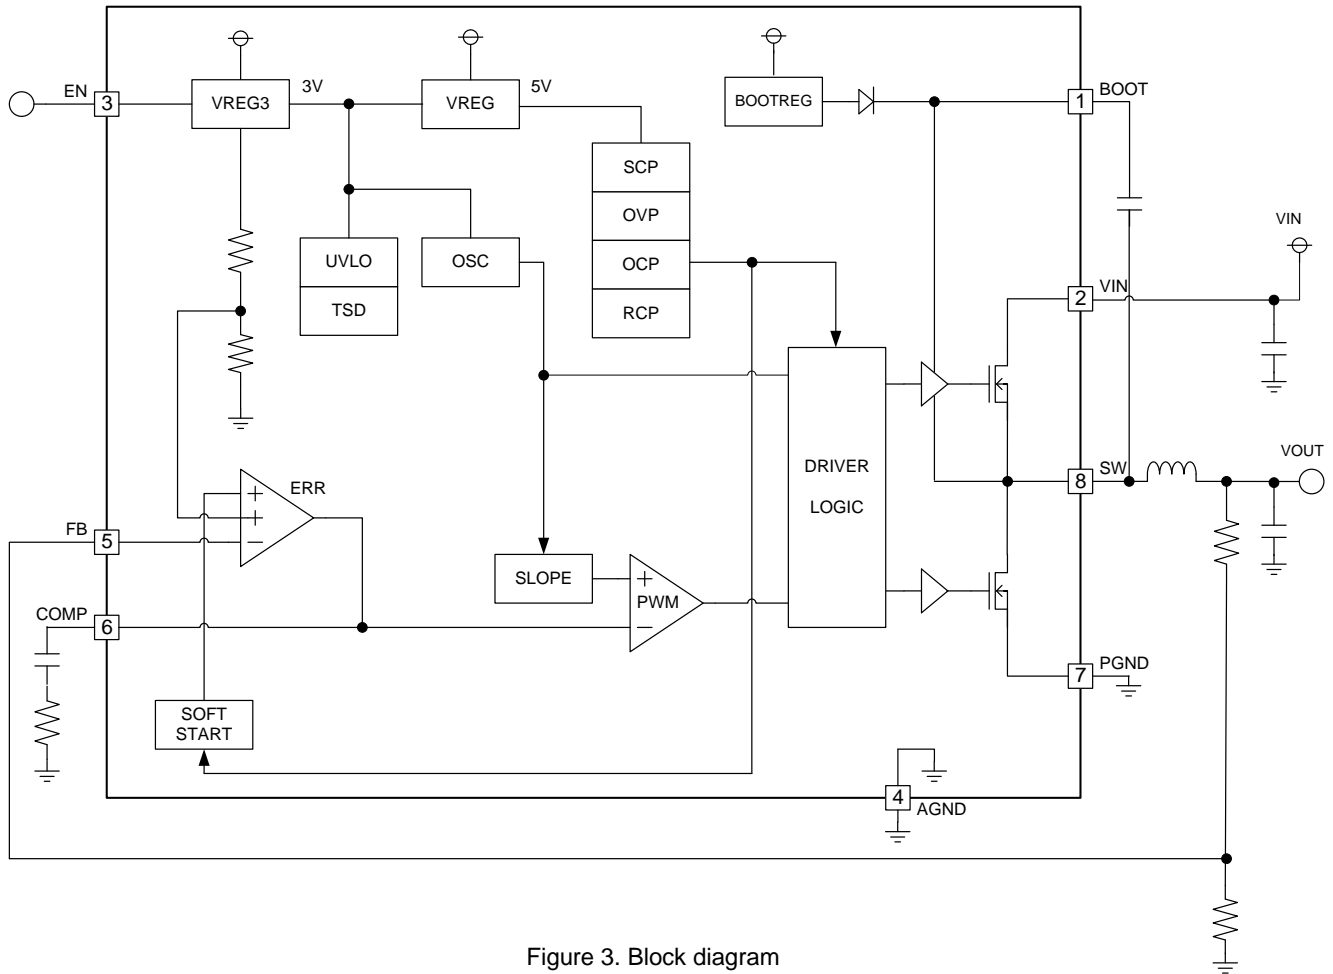 EN
3
VREG3
3V
VREG
5V
BOOTREG
1
BOOT
SCP
OVP
OCP
RCP
UVLO
TSD
OSC
VIN
2
VIN
DRIVER
LOGIC
ERR
+
+
−
FB
5
SW
8
VOUT
SLOPE
+
PWM
−
COMP
6
PGND
7
SOFT
START
4
AGND
Figure 3. Block diagram